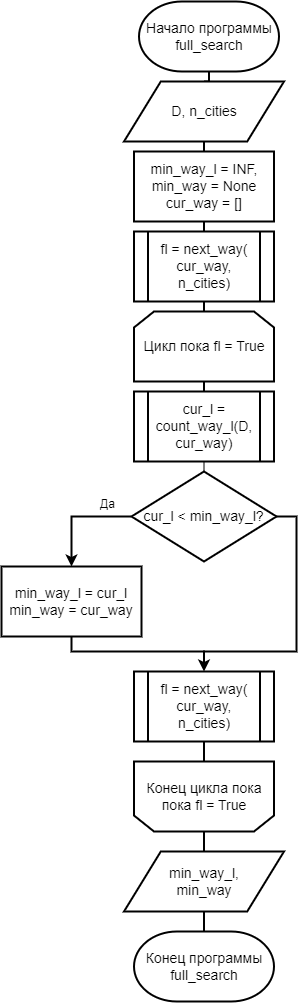 Начало программы
full_search
D, n_cities
min_way_l = INF,
min_way = None
cur_way = []
fl = next_way(
cur_way,
n_cities)
Цикл пока fl = True
cur_l =
count_way_l(D,
cur_way)
Да
cur_l < min_way_l?
min_way_l = cur_l
min_way = cur_way
fl = next_way(
cur_way,
n_cities)
Конец цикла пока
пока fl = True
min_way_l,
min_way
Конец программы
full_search